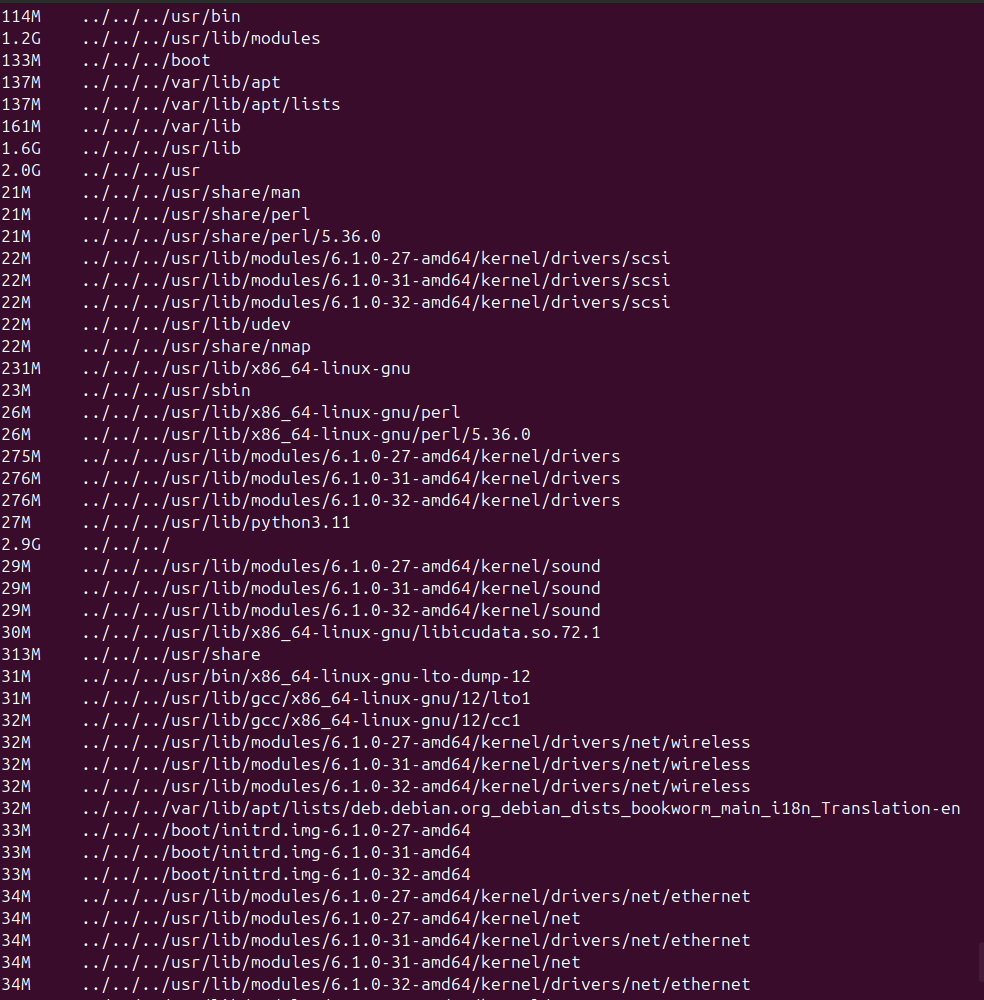 114M ../../../usr/bin
1.2G ../../../usr/lib/modules
133M ../../../boot
137M ../../../var/lib/apt
137M ../../../var/lib/apt/lists
161M ../../../var/lib
1.6G ../../../usr/lib
2.0G ../../../usr
21M ../../../usr/share/man
21M ../../../usr/share/perl
21M ../../../usr/share/perl/5.36.0
22M ../../../usr/lib/modules/6.1.0-27-amd64/kernel/drivers/scsi
22M ../../../usr/lib/modules/6.1.0-31-amd64/kernel/drivers/scsi
22M ../../../usr/lib/modules/6.1.0-32-amd64/kernel/drivers/scsi
22M ../../../usr/lib/udev
22M ../../../usr/share/nmap
231M ../../../usr/lib/x86_64-linux-gnu
23M ../../../usr/sbin
26M ../../../usr/lib/x86_64-linux-gnu/perl
26M ../../../usr/lib/x86_64-linux-gnu/perl/5.36.0
275M ../../../usr/lib/modules/6.1.0-27-amd64/kernel/drivers
276M ../../../usr/lib/modules/6.1.0-31-amd64/kernel/drivers
276M ../../../usr/lib/modules/6.1.0-32-amd64/kernel/drivers
27M ../../../usr/lib/python3.11
2.9G ../../../
29M ../../../usr/lib/modules/6.1.0-27-amd64/kernel/sound
29M ../../../usr/lib/modules/6.1.0-31-amd64/kernel/sound
29M ../../../usr/lib/modules/6.1.0-32-amd64/kernel/sound
30M ../../../usr/lib/x86_64-linux-gnu/libicudata.so.72.1
313M ../../../usr/share
31M ../../../usr/bin/x86_64-linux-gnu-lto-dump-12
31M ../../../usr/lib/gcc/x86_64-linux-gnu/12/lto1
32M ../../../usr/lib/gcc/x86_64-linux-gnu/12/cc1
32M ../../../usr/lib/modules/6.1.0-27-amd64/kernel/drivers/net/wireless
32M ../../../usr/lib/modules/6.1.0-31-amd64/kernel/drivers/net/wireless
32M ../../../usr/lib/modules/6.1.0-32-amd64/kernel/drivers/net/wireless
32M ../../../var/lib/apt/lists/deb.debian.org_debian_dists_bookworm_main_i18n_Translation-en
33M ../../../boot/initrd.img-6.1.0-27-amd64
33M ../../../boot/initrd.img-6.1.0-31-amd64
33M ../../../boot/initrd.img-6.1.0-32-amd64
34M ../../../usr/lib/modules/6.1.0-27-amd64/kernel/drivers/net/ethernet
34M ../../../usr/lib/modules/6.1.0-27-amd64/kernel/net
34M ../../../usr/lib/modules/6.1.0-31-amd64/kernel/drivers/net/ethernet
34M ../../../usr/lib/modules/6.1.0-31-amd64/kernel/net
34M ../../../usr/lib/modules/6.1.0-32-amd64/kernel/drivers/net/ethernet